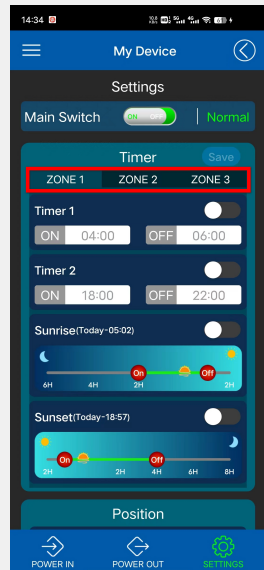 14:34
My Device
Settings
Main Switch ON OFF Normal
Timer Save
ZONE 1 ZONE 2 ZONE 3
Timer 1
ON 04:00 OFF 06:00
Timer 2
ON 18:00 OFF 22:00
Sunrise(Today-05:02)
On Off
6H 4H 2H 2H
Sunset(Today-18:57)
On Off
2H 2H 4H 6H 8H
Position
POWER IN POWER OUT SETTINGS